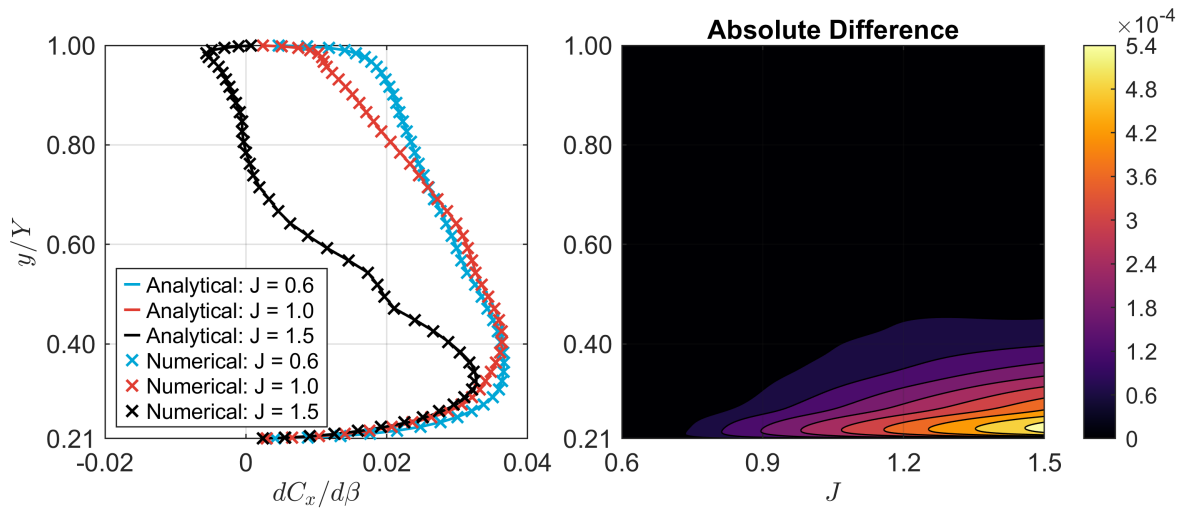 1.00
0.80
0.60
0.40
0.21
y/Y
-0.02
0
0.02
0.04
dCₓ/dβ
Analytical: J = 0.6
Analytical: J = 1.0
Analytical: J = 1.5
Numerical: J = 0.6
Numerical: J = 1.0
Numerical: J = 1.5
Absolute Difference
1.00
0.80
0.60
0.40
0.21
0.6
0.9
1.2
1.5
J
×10⁻⁴
5.4
4.8
4.2
3.6
3.0
2.4
1.8
1.2
0.6
0